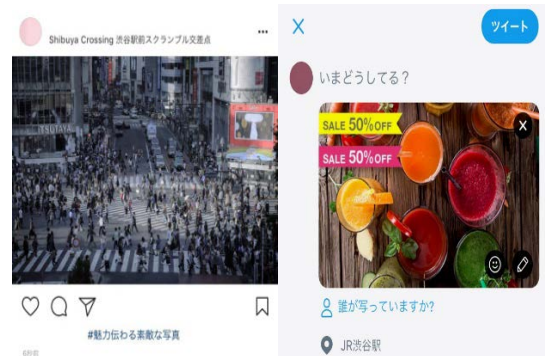 Shibuya Crossing 渋谷駅前スクランブル交差点
TSUTAYA
#魅力伝わる素敵な写真
ツイート
いまどうしてる？
SALE 50%OFF
SALE 50%OFF
誰が写っていますか?
JR渋谷駅